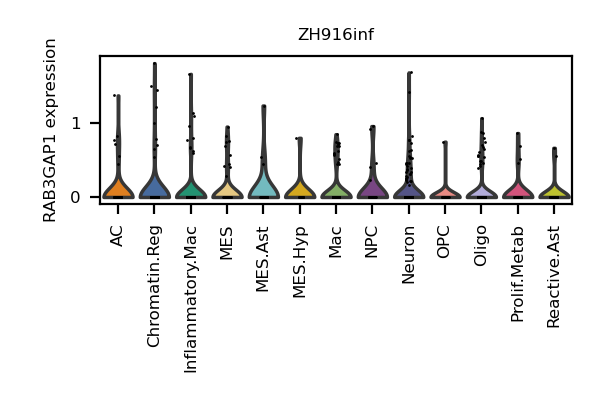 ZH916inf
RAB3GAP1 expression
1
0
AC
Chromatin.Reg
Inflammatory.Mac
MES
MES.Ast
MES.Hyp
Mac
NPC
Neuron
OPC
Oligo
Prolif.Metab
Reactive.Ast